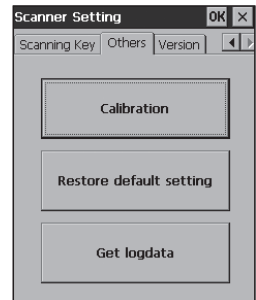 Scanner Setting OK ×
Scanning Key Others Version
Calibration
Restore default setting
Get logdata